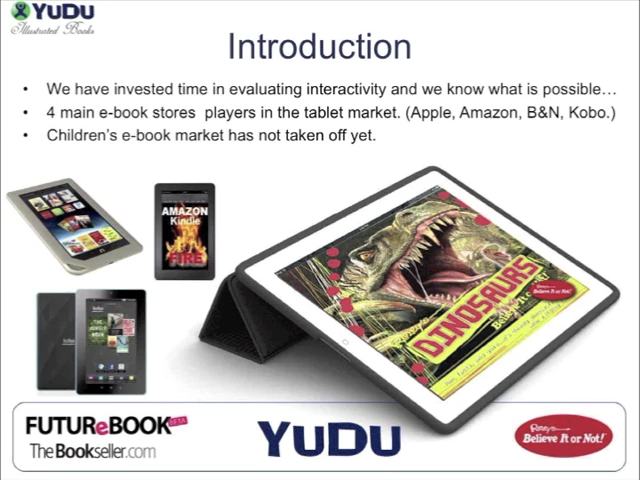 YUDU
Illustrated Books
Introduction
• We have invested time in evaluating interactivity and we know what is possible…
• 4 main e-book stores players in the tablet market. (Apple, Amazon, B&N, Kobo.)
• Children's e-book market has not taken off yet.
AMAZON
Kindle
FIRE
DINOSAURS
Believe It or Not!
FUTUReBOOK BETA
TheBookseller.com
YUDU
Ripley's
Believe It or Not!